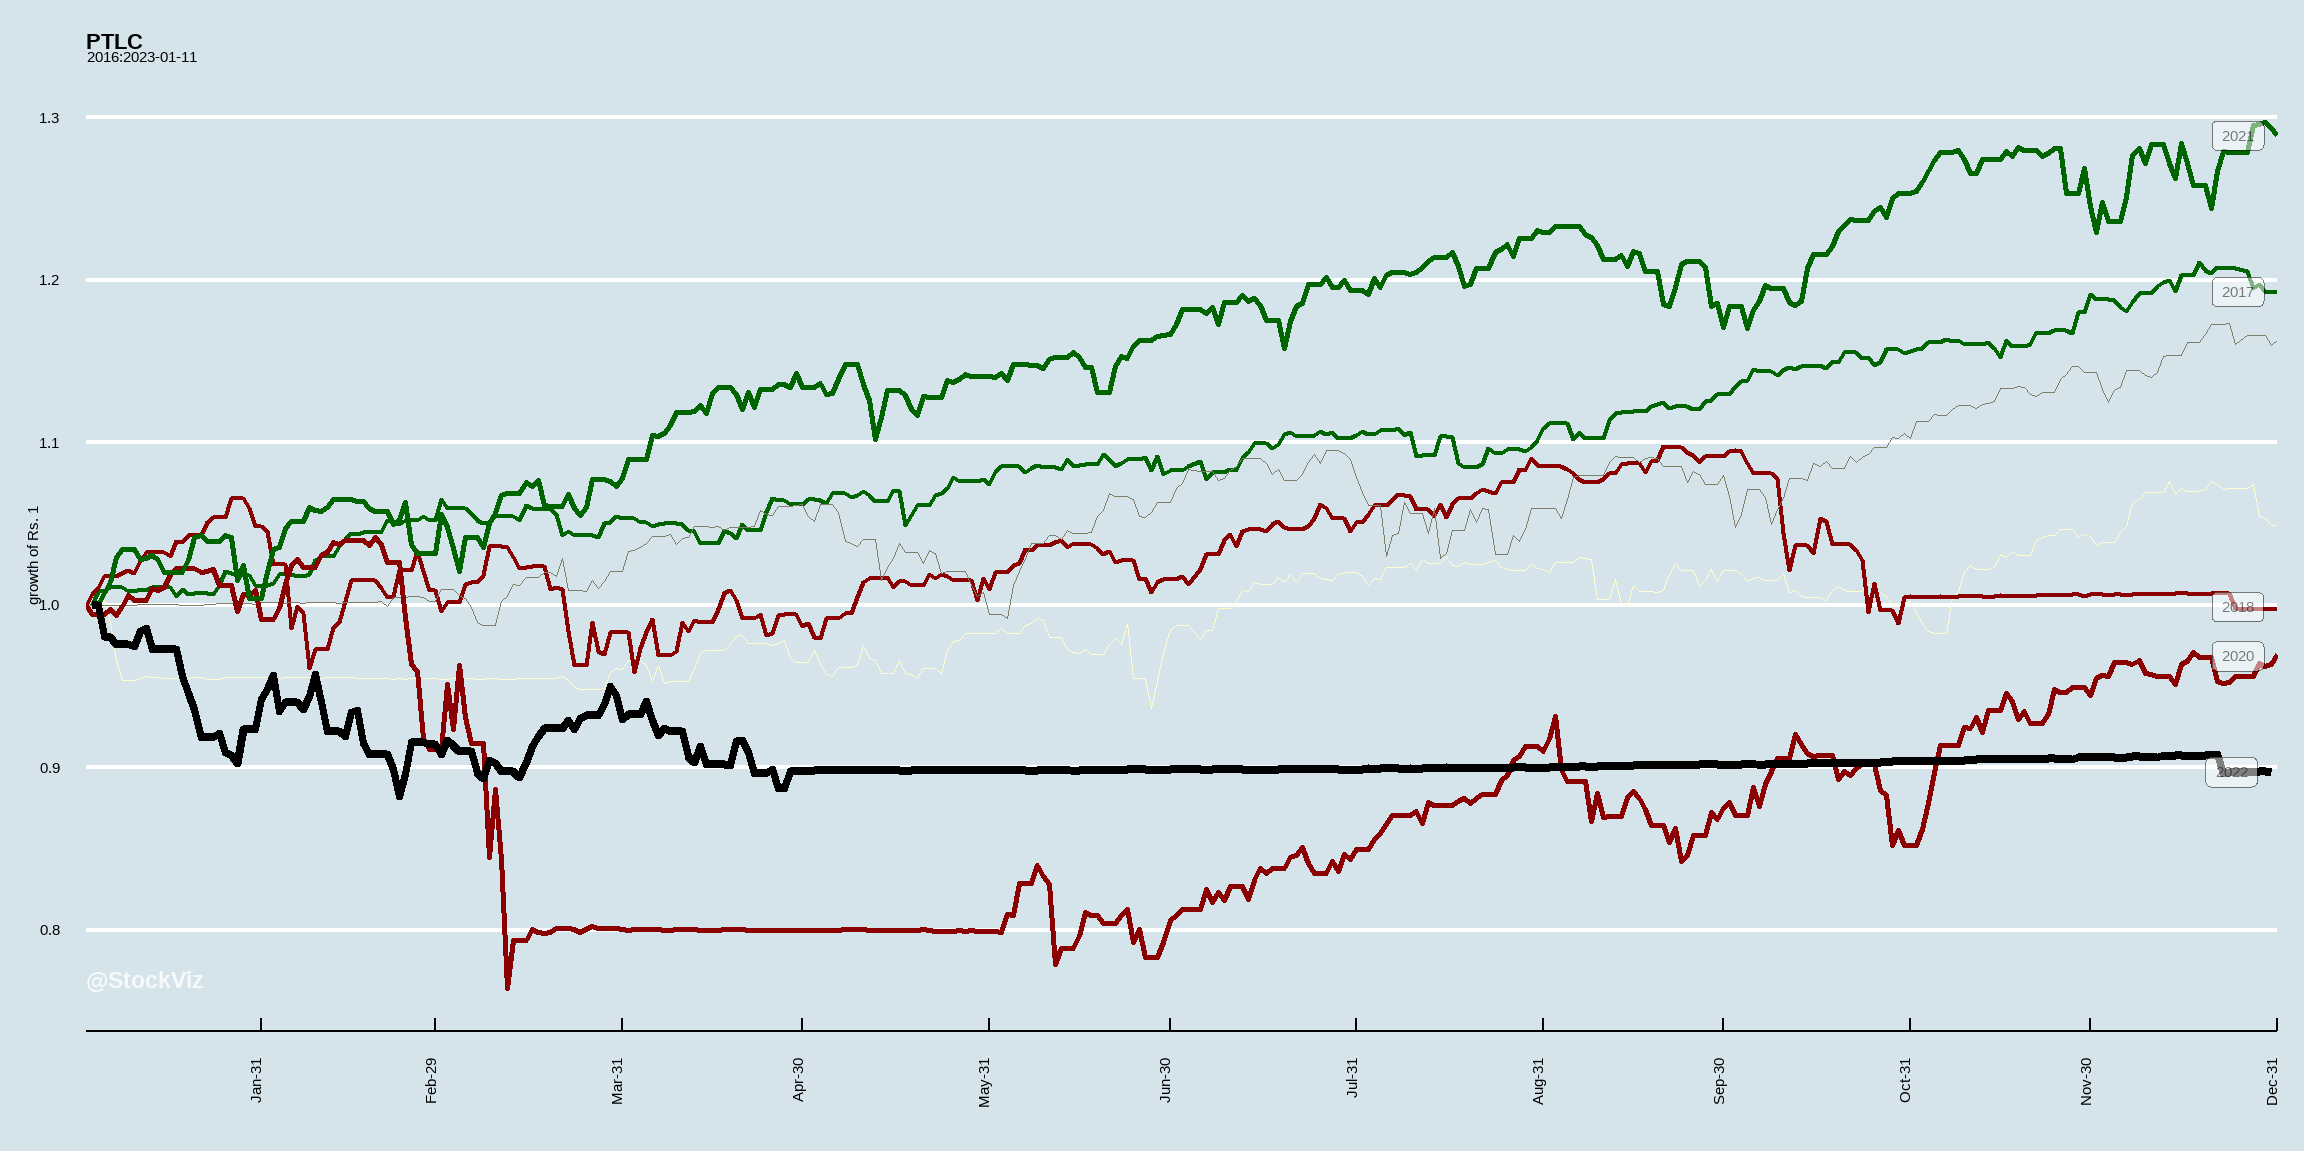 PTLC
2016:2023-01-11
growth of Rs. 1
1.3
1.2
1.1
1.0
0.9
0.8
2021
2017
2018
2020
2022
@StockViz
Jan-31
Feb-29
Mar-31
Apr-30
May-31
Jun-30
Jul-31
Aug-31
Sep-30
Oct-31
Nov-30
Dec-31